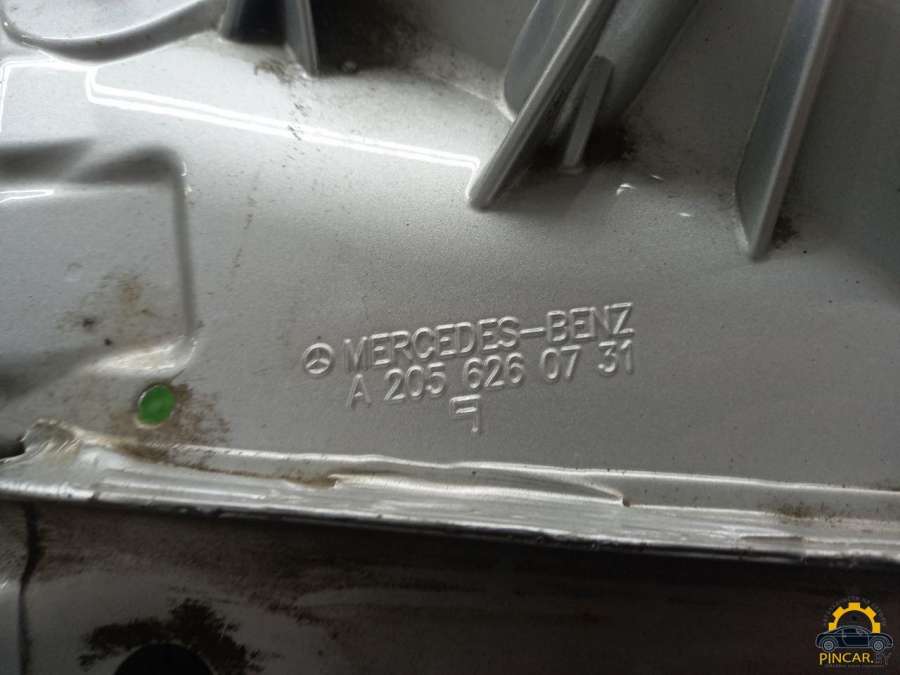 MERCEDES-BENZ
A 205 626 07 31
PINCAR.BY